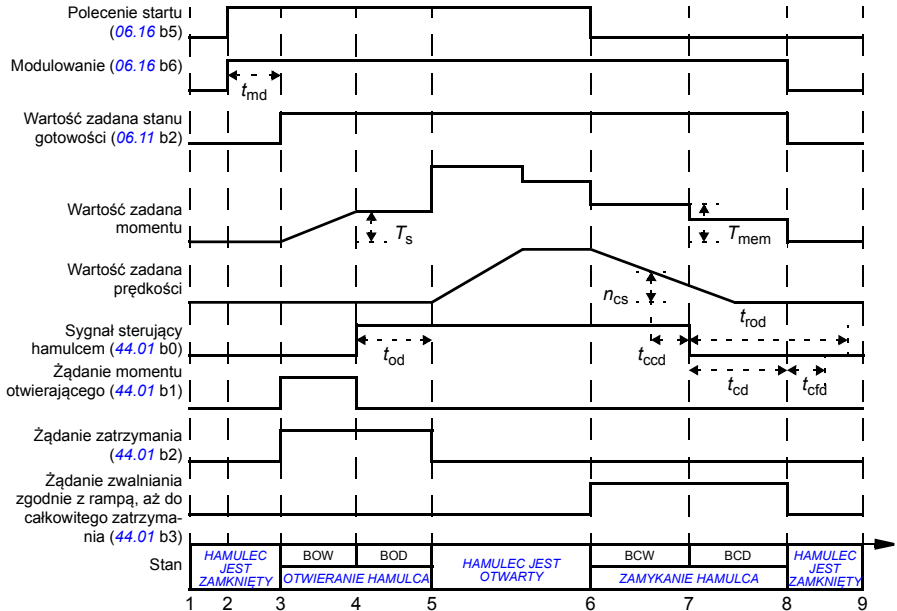 Polecenie startu
(06.16 b5)
Modulowanie (06.16 b6)
tmd
Wartość zadana stanu
gotowości (06.11 b2)
Wartość zadana
momentu
Ts
Tmem
Wartość zadana
prędkości
ncs
trod
Sygnał sterujący
hamulcem (44.01 b0)
tod
tccd
Żądanie momentu
otwierającego (44.01 b1)
tcd
tcfd
Żądanie zatrzymania
(44.01 b2)
Żądanie zwalniania
zgodnie z rampą, aż do
całkowitego zatrzyma-
nia (44.01 b3)
Stan
HAMULEC
JEST
ZAMKNIĘTY
BOW
BOD
OTWIERANIE HAMULCA
HAMULEC JEST
OTWARTY
BCW
BCD
ZAMYKANIE HAMULCA
HAMULEC
JEST
ZAMKNIĘTY
1 2 3 4 5 6 7 8 9